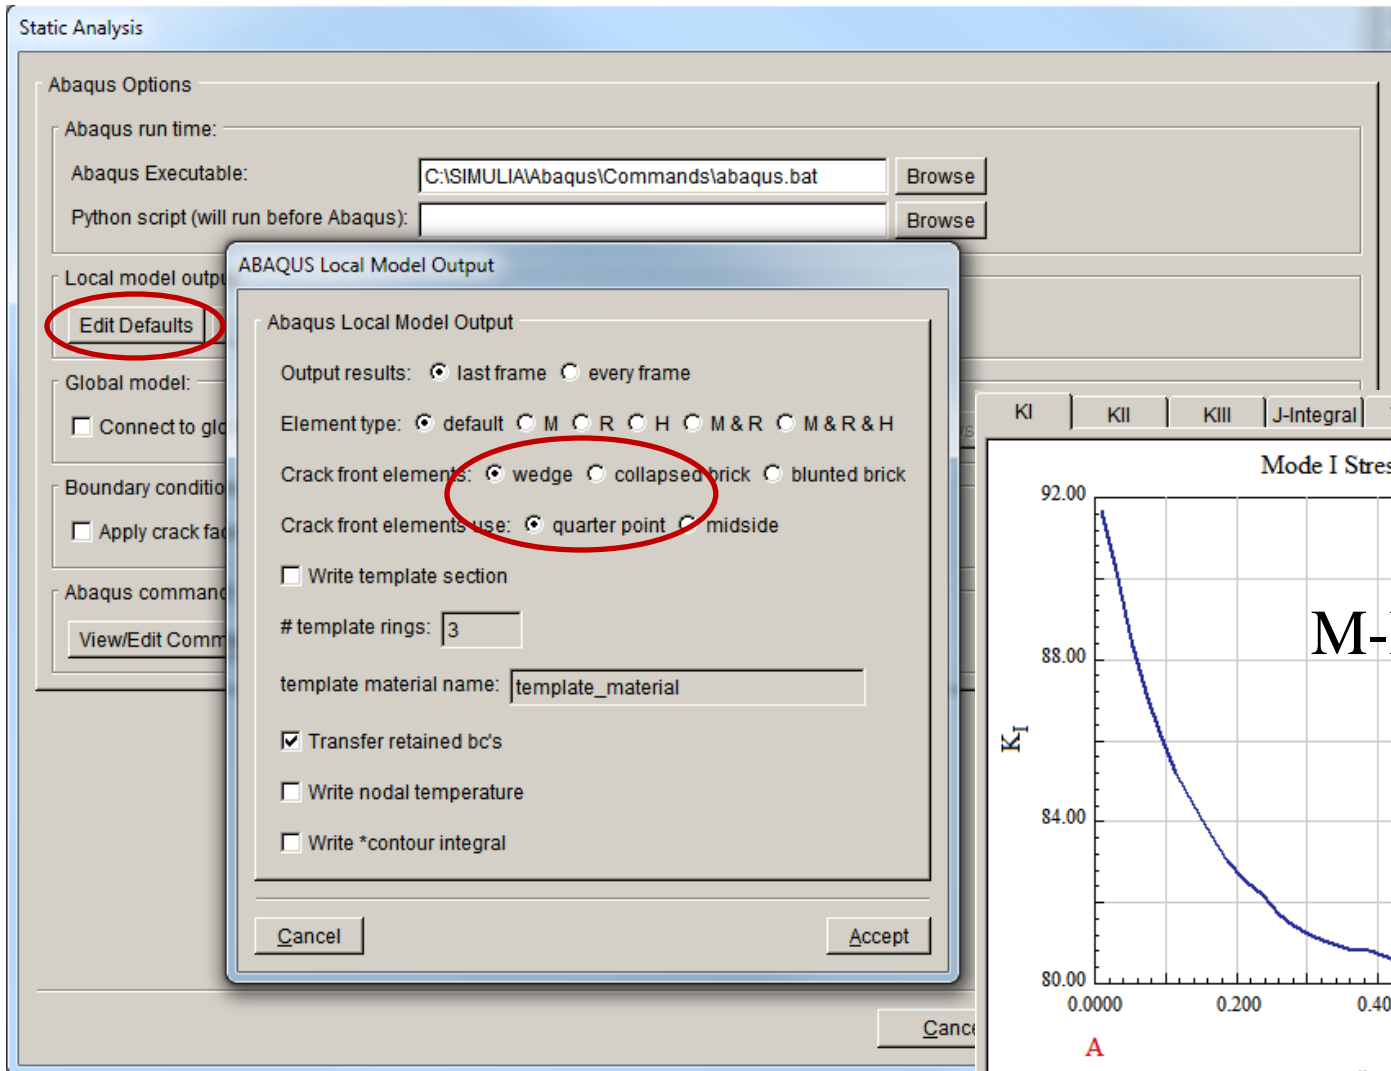 Static Analysis
Abaqus Options
Abaqus run time:
Abaqus Executable: C:\SIMULIA\Abaqus\Commands\abaqus.bat Browse
Python script (will run before Abaqus): Browse
Local model outpu
Edit Defaults
Global model:
Connect to glo
Boundary conditio
Apply crack fac
Abaqus command
View/Edit Comm
ABAQUS Local Model Output
Abaqus Local Model Output
Output results: last frame every frame
Element type: default M R H M & R M & R & H
Crack front elements: wedge collapsed brick blunted brick
Crack front elements use: quarter point midside
Write template section
# template rings: 3
template material name: template_material
Transfer retained bc's
Write nodal temperature
Write *contour integral
Cancel Accept
Cance
KI KII KIII J-Integral
Mode I Stres
92.00
M-
88.00
KI
84.00
80.00
0.0000 0.200 0.40
A